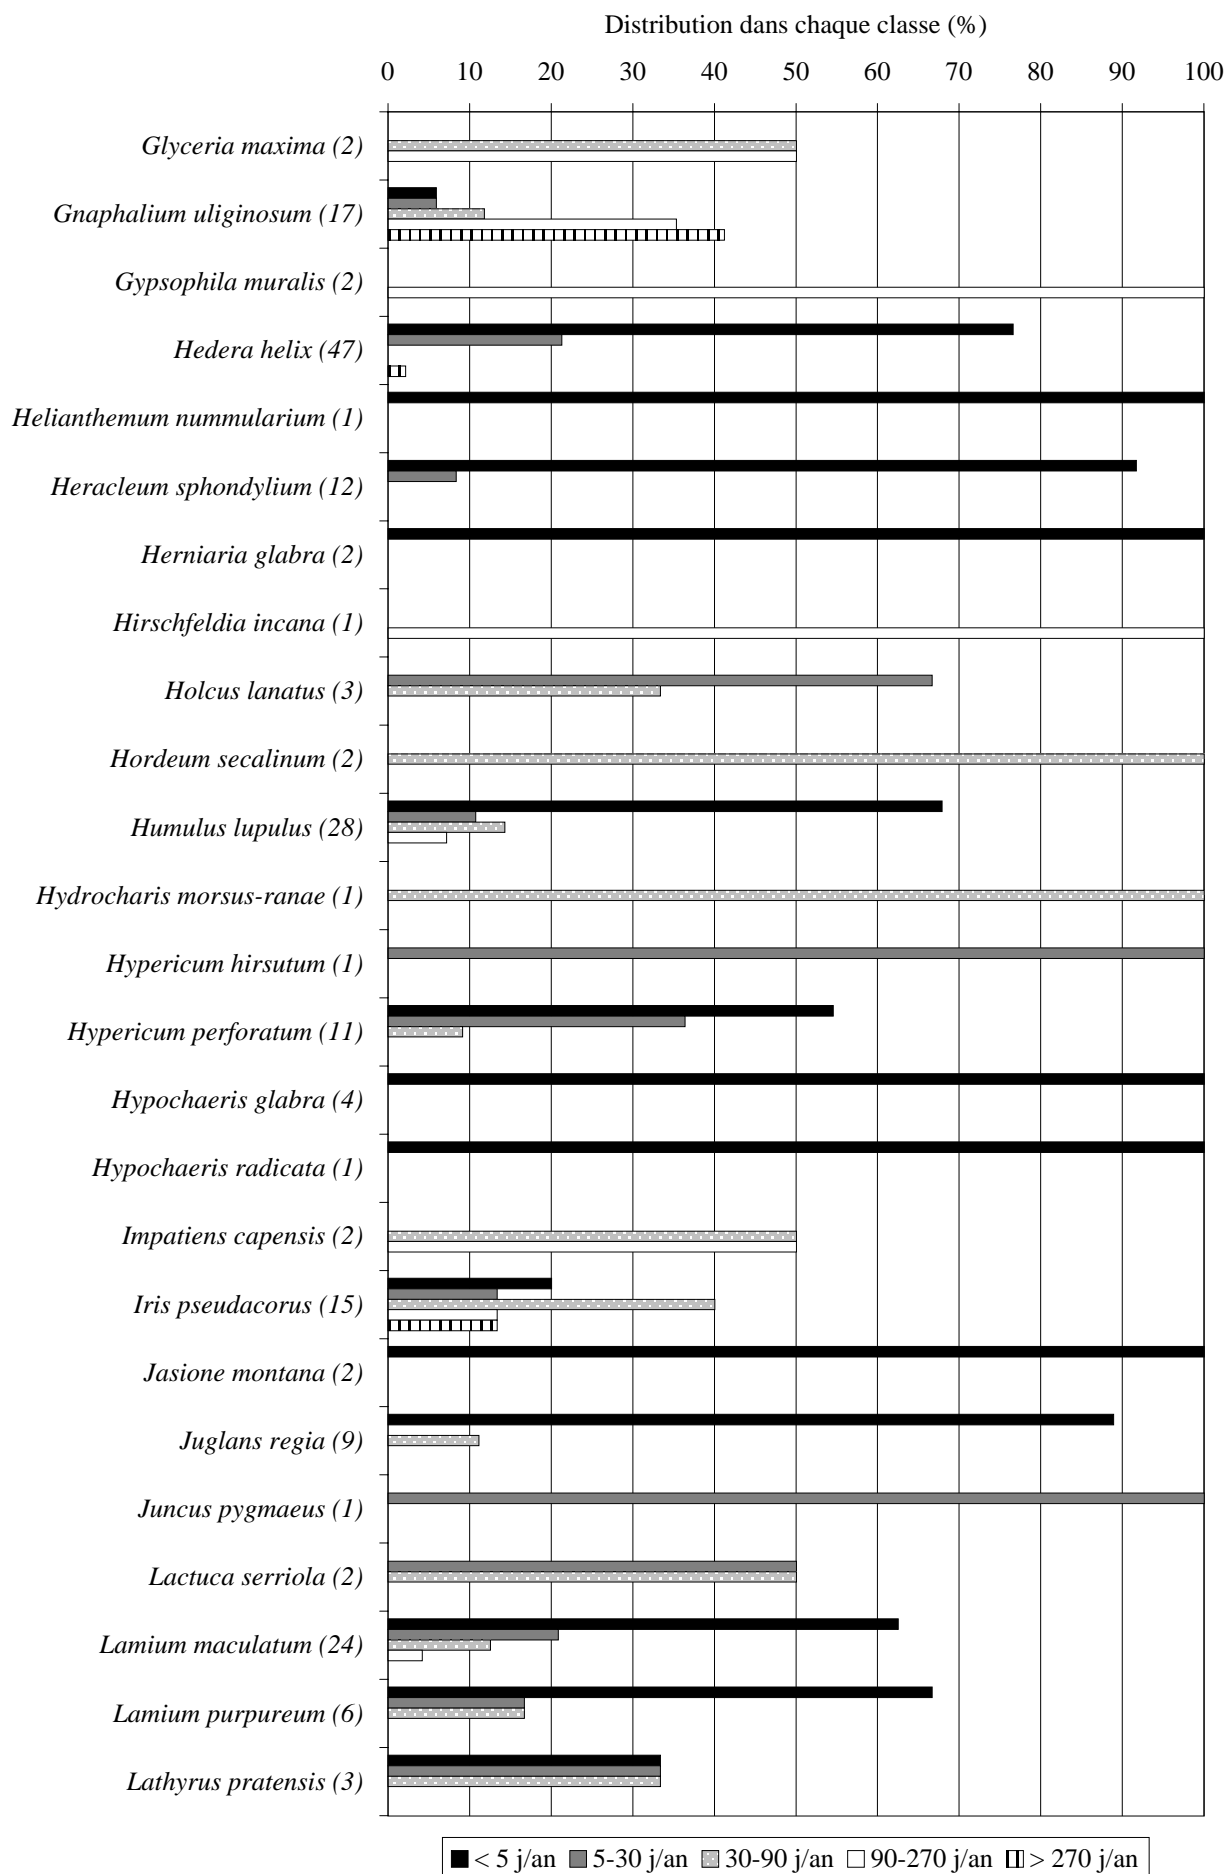 Distribution dans chaque classe (%)
0 10 20 30 40 50 60 70 80 90 100
Glyceria maxima (2)
Gnaphalium uliginosum (17)
Gypsophila muralis (2)
Hedera helix (47)
Helianthemum nummularium (1)
Heracleum sphondylium (12)
Herniaria glabra (2)
Hirschfeldia incana (1)
Holcus lanatus (3)
Hordeum secalinum (2)
Humulus lupulus (28)
Hydrocharis morsus-ranae (1)
Hypericum hirsutum (1)
Hypericum perforatum (11)
Hypochaeris glabra (4)
Hypochaeris radicata (1)
Impatiens capensis (2)
Iris pseudacorus (15)
Jasione montana (2)
Juglans regia (9)
Juncus pygmaeus (1)
Lactuca serriola (2)
Lamium maculatum (24)
Lamium purpureum (6)
Lathyrus pratensis (3)
< 5 j/an 5-30 j/an 30-90 j/an 90-270 j/an > 270 j/an